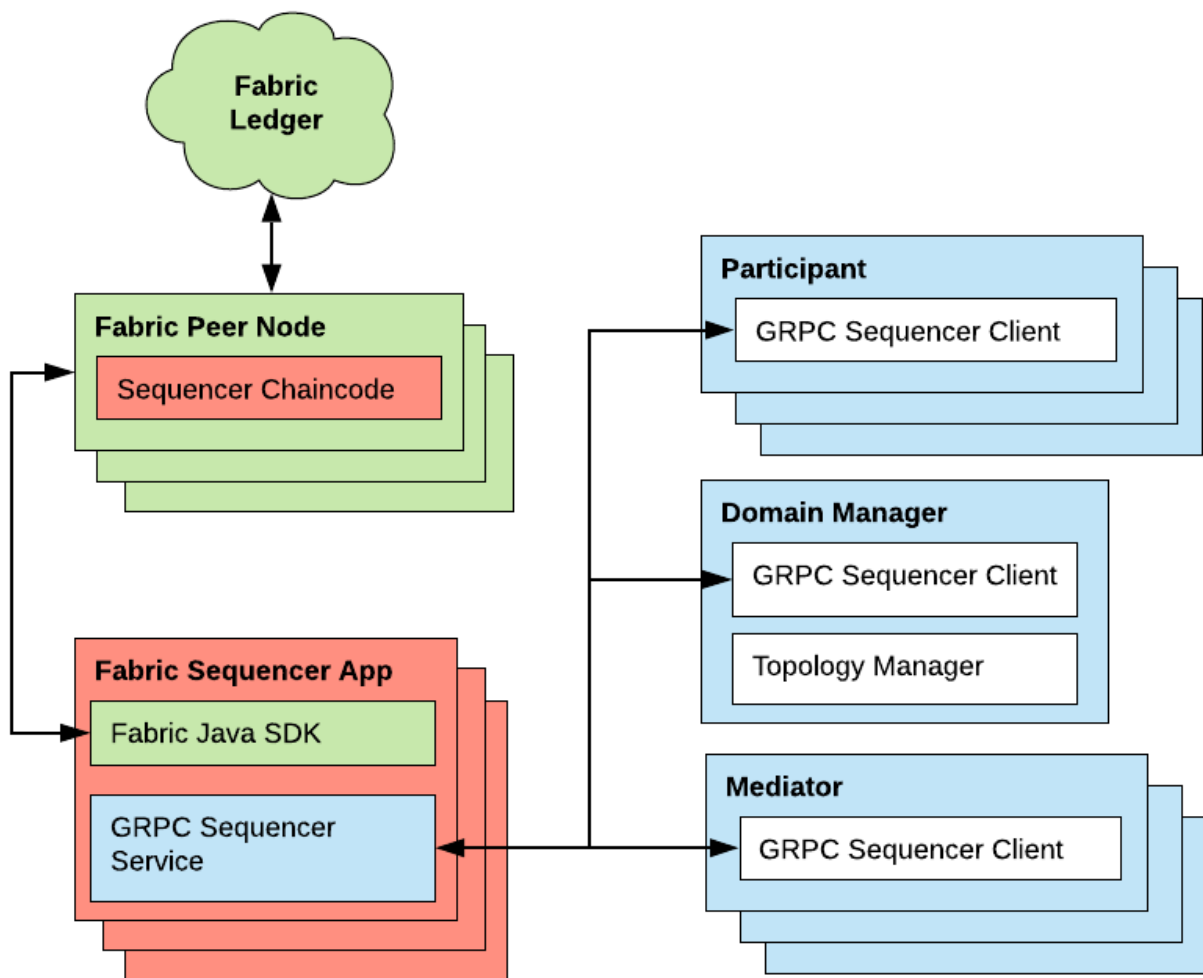 Fabric
Ledger
Fabric Peer Node
Sequencer Chaincode
Fabric Sequencer App
Fabric Java SDK
GRPC Sequencer
Service
Participant
GRPC Sequencer Client
Domain Manager
GRPC Sequencer Client
Topology Manager
Mediator
GRPC Sequencer Client